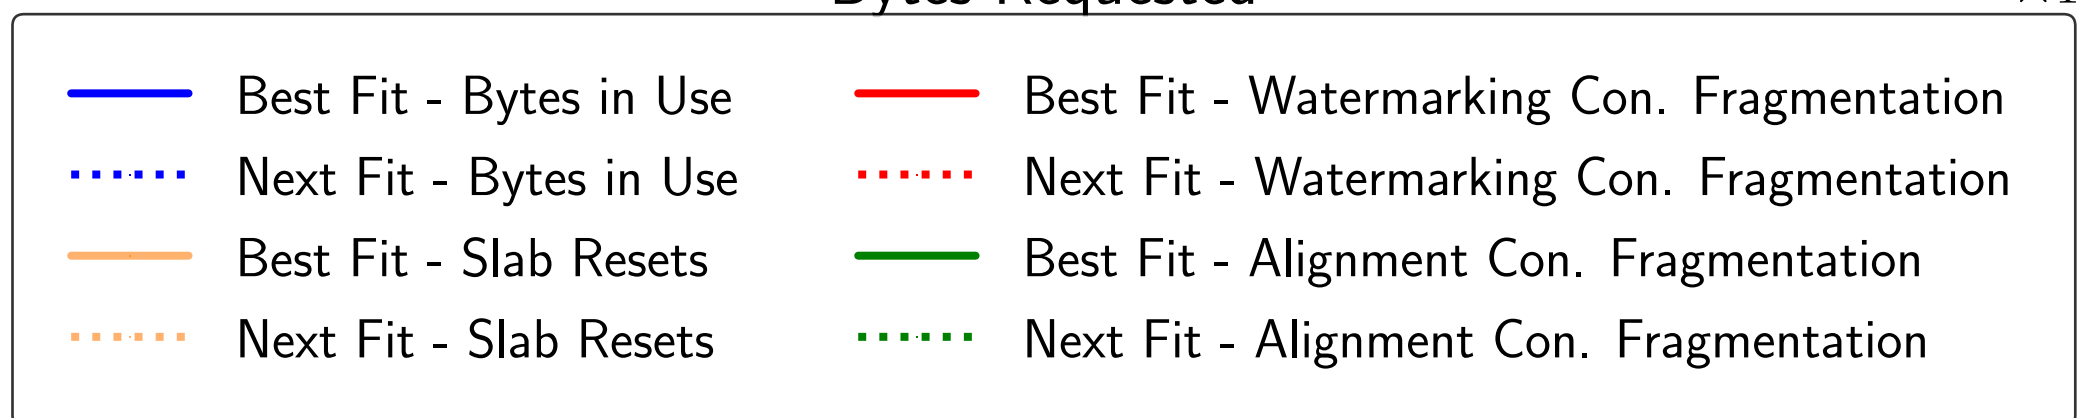 Bytes Requested
Best Fit - Bytes in Use
Next Fit - Bytes in Use
Best Fit - Slab Resets
Next Fit - Slab Resets
Best Fit - Watermarking Con. Fragmentation
Next Fit - Watermarking Con. Fragmentation
Best Fit - Alignment Con. Fragmentation
Next Fit - Alignment Con. Fragmentation